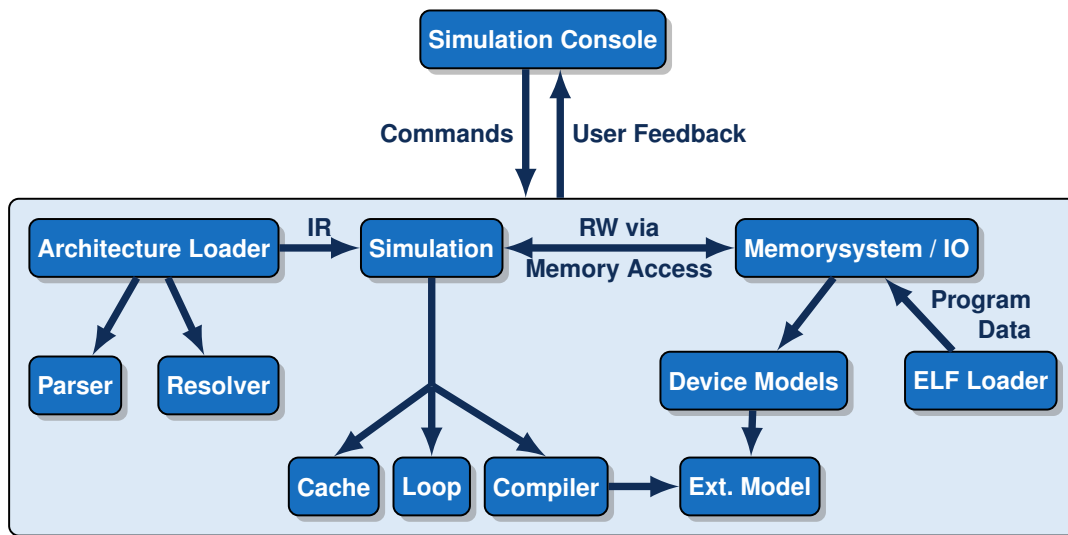 Simulation Console
Commands
User Feedback
Architecture Loader
IR
Simulation
RW via
Memory Access
Memorysystem / IO
Program
Data
Parser
Resolver
Device Models
ELF Loader
Cache
Loop
Compiler
Ext. Model